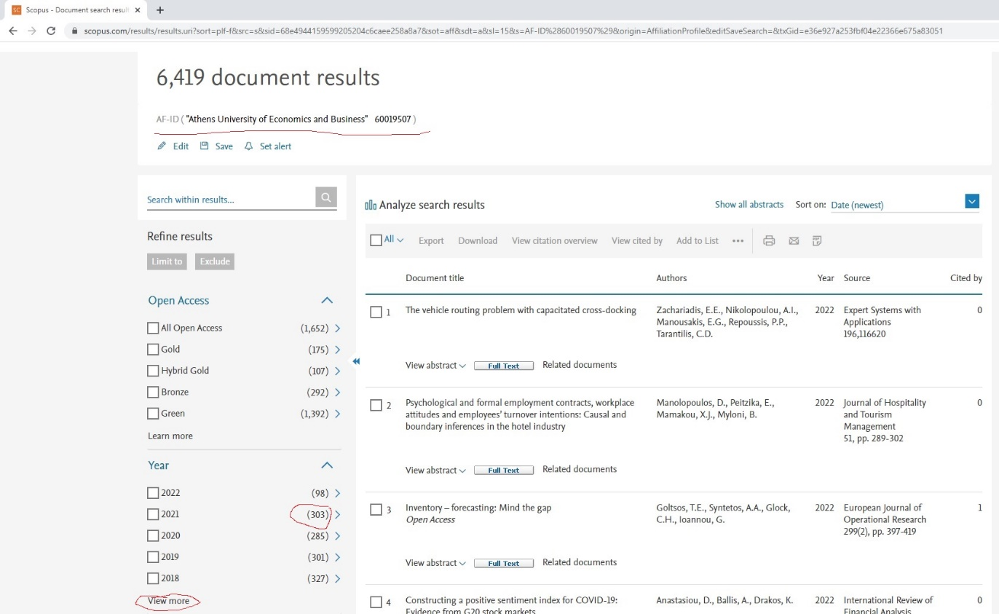 Scopus - Document search result
scopus.com/results/results.uri?sort=plf-f&src=s&sid=68e4944159599205204c6caee258a8a7&sot=aff&sdt=a&sl=15&s=AF-ID%2860019507%29&origin=AffiliationProfile&editSaveSearch=&txGid=e36e927a253fbf04e22366e675a83051
6,419 document results
AF-ID ( "Athens University of Economics and Business" 60019507 )
Edit Save Set alert
Search within results...
Refine results
Limit to Exclude
Open Access
All Open Access (1,652)
Gold (175)
Hybrid Gold (107)
Bronze (292)
Green (1,392)
Learn more
Year
2022 (98)
2021 (303)
2020 (285)
2019 (301)
2018 (327)
View more
Analyze search results
Show all abstracts Sort on: Date (newest)
All Export Download View citation overview View cited by Add to List ...
Document title Authors Year Source Cited by
1 The vehicle routing problem with capacitated cross-docking Zachariadis, E.E., Nikolopoulou, A.I., 2022 Expert Systems with 0
Manousakis, E.G., Repoussis, P.P., Applications
Tarantilis, C.D. 196,116620
View abstract Full Text Related documents
2 Psychological and formal employment contracts, workplace Manolopoulos, D., Peitzika, E., 2022 Journal of Hospitality 0
attitudes and employees' turnover intentions: Causal and Mamakou, X.J., Myloni, B. and Tourism
boundary inferences in the hotel industry Management
51, pp. 289-302
View abstract Full Text Related documents
3 Inventory – forecasting: Mind the gap Goltsos, T.E., Syntetos, A.A., Glock, 2022 European Journal of 1
Open Access C.H., Ioannou, G. Operational Research
299(2), pp. 397-419
View abstract Full Text Related documents
4 Constructing a positive sentiment index for COVID-19: Anastasiou, D., Ballis, A., Drakos, K. 2022 International Review of 0
Evidence from G20 stock markets Financial Analysis